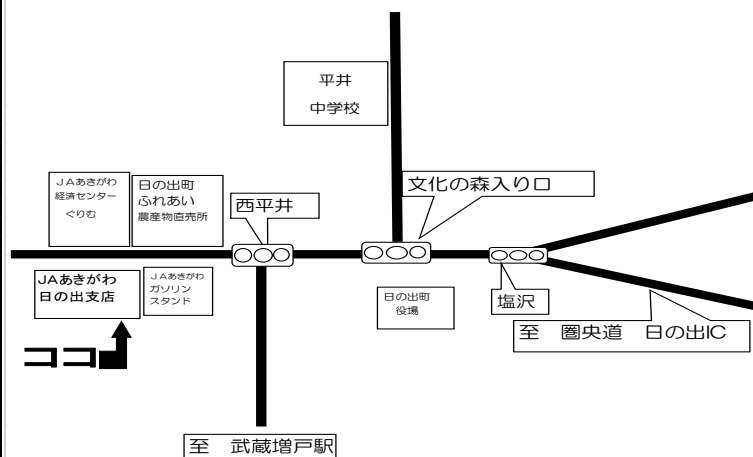 平井
中学校
JAあきがわ
経済センター
ぐりむ
日の出町
ふれあい
農産物直売所
西平井
文化の森入り口
JAあきがわ
日の出支店
JAあきがわ
ガソリン
スタンド
日の出町
役場
塩沢
至　圏央道　日の出IC
ココ
至　武蔵増戸駅